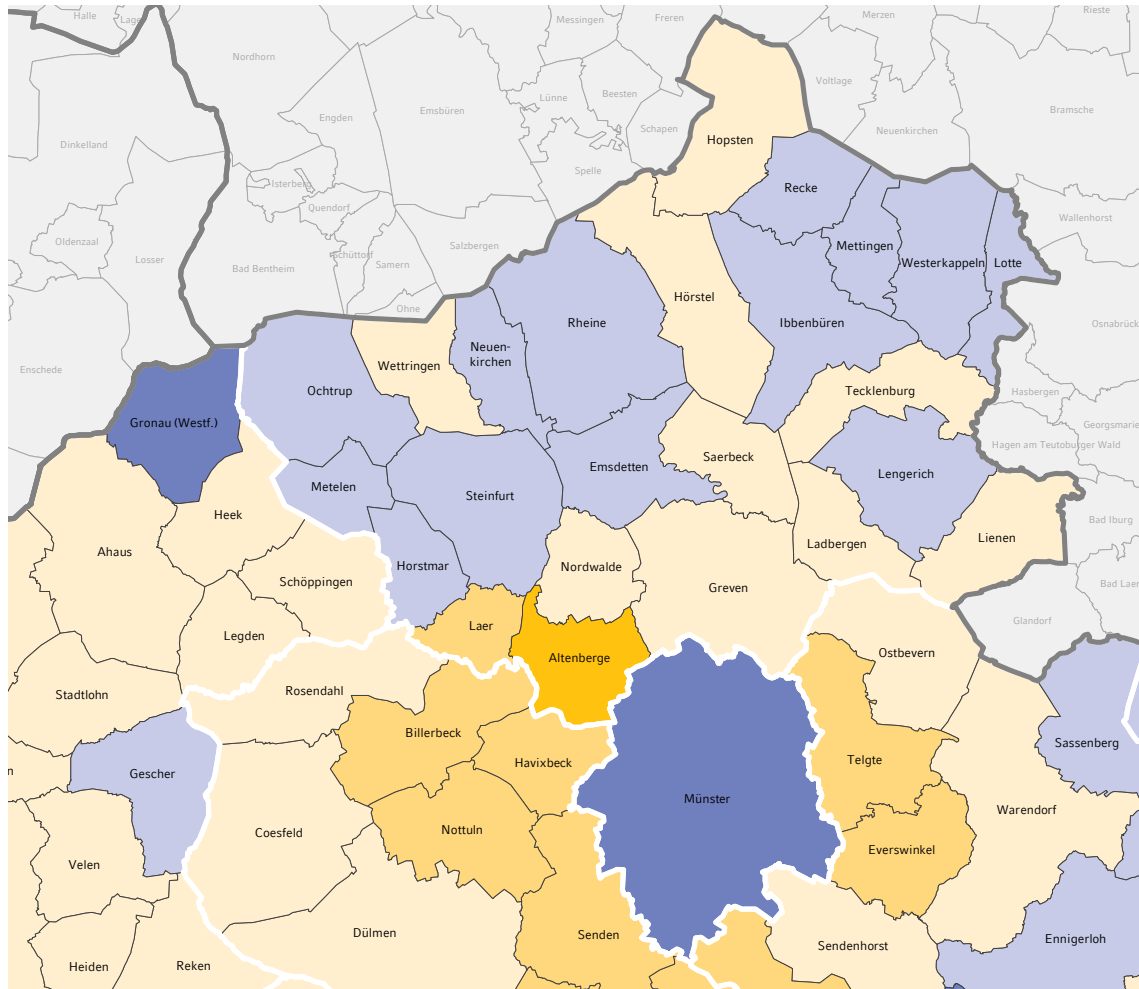 Halle
Lage
Messingen
Freren
Merzen
Rieste
Nordhorn
Voltlage
Lünne
Beesten
Emsbüren
Bramsche
Engden
Schapen
Neuenkirchen
Dinkelland
Hopsten
Spelle
Isterberg
Recke
Quendorf
Wallenhorst
Oldenzaal
Salzbergen
Mettingen
Losser
Bad Bentheim
Schüttorf
Samern
Westerkappeln
Lotte
Hörstel
Ohne
Rheine
Ibbenbüren
Osnabrück
Neuen-
kirchen
Enschede
Wettringen
Ochtrup
Tecklenburg
Hasbergen
Gronau (Westf.)
Georgsmarie
Hagen am Teutoburger Wald
Saerbeck
Emsdetten
Lengerich
Metelen
Steinfurt
Heek
Bad Iburg
Ahaus
Lienen
Ladbergen
Horstmar
Nordwalde
Schöppingen
Greven
Bad Laer
Glandorf
Laer
Legden
Ostbevern
Altenberge
Rosendahl
Stadtlohn
Billerbeck
Sassenberg
Havixbeck
Telgte
n
Gescher
Münster
Warendorf
Nottuln
Coesfeld
Everswinkel
Velen
Dülmen
Senden
Ennigerloh
Sendenhorst
Heiden
Reken